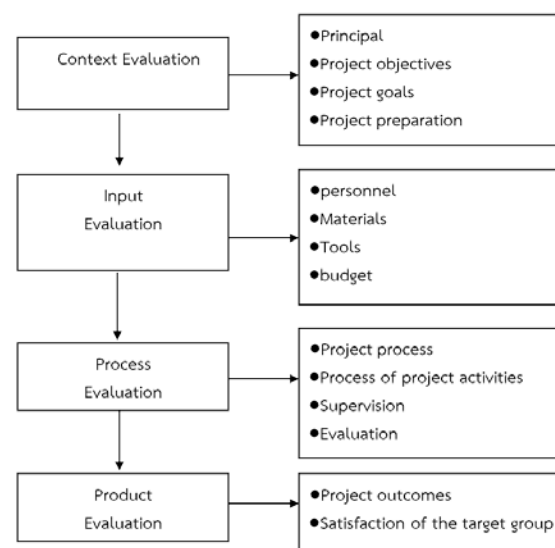 Context Evaluation
●Principal
●Project objectives
●Project goals
●Project preparation
Input
Evaluation
●personnel
●Materials
●Tools
●budget
Process
Evaluation
●Project process
●Process of project activities
●Supervision
●Evaluation
Product
Evaluation
●Project outcomes
●Satisfaction of the target group